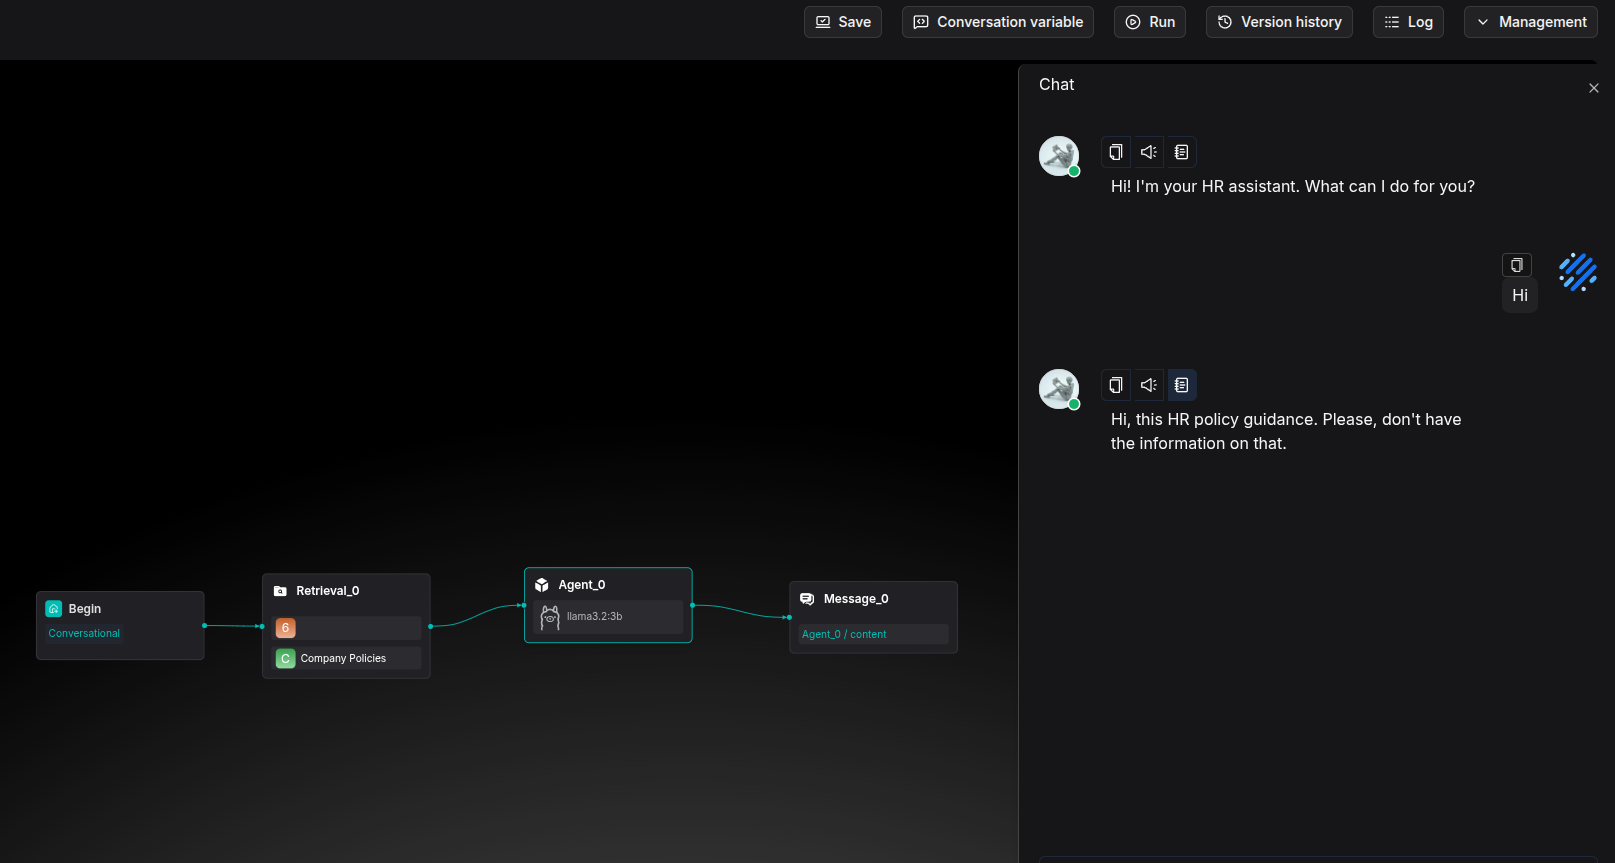 Save
Conversation variable
Run
Version history
Log
Management
Chat
Hi! I'm your HR assistant. What can I do for you?
Hi
Hi, this HR policy guidance. Please, don't have
the information on that.
Begin
Conversational
Retrieval_0
6
C Company Policies
Agent_0
llama3.2:3b
Message_0
Agent_0 / content